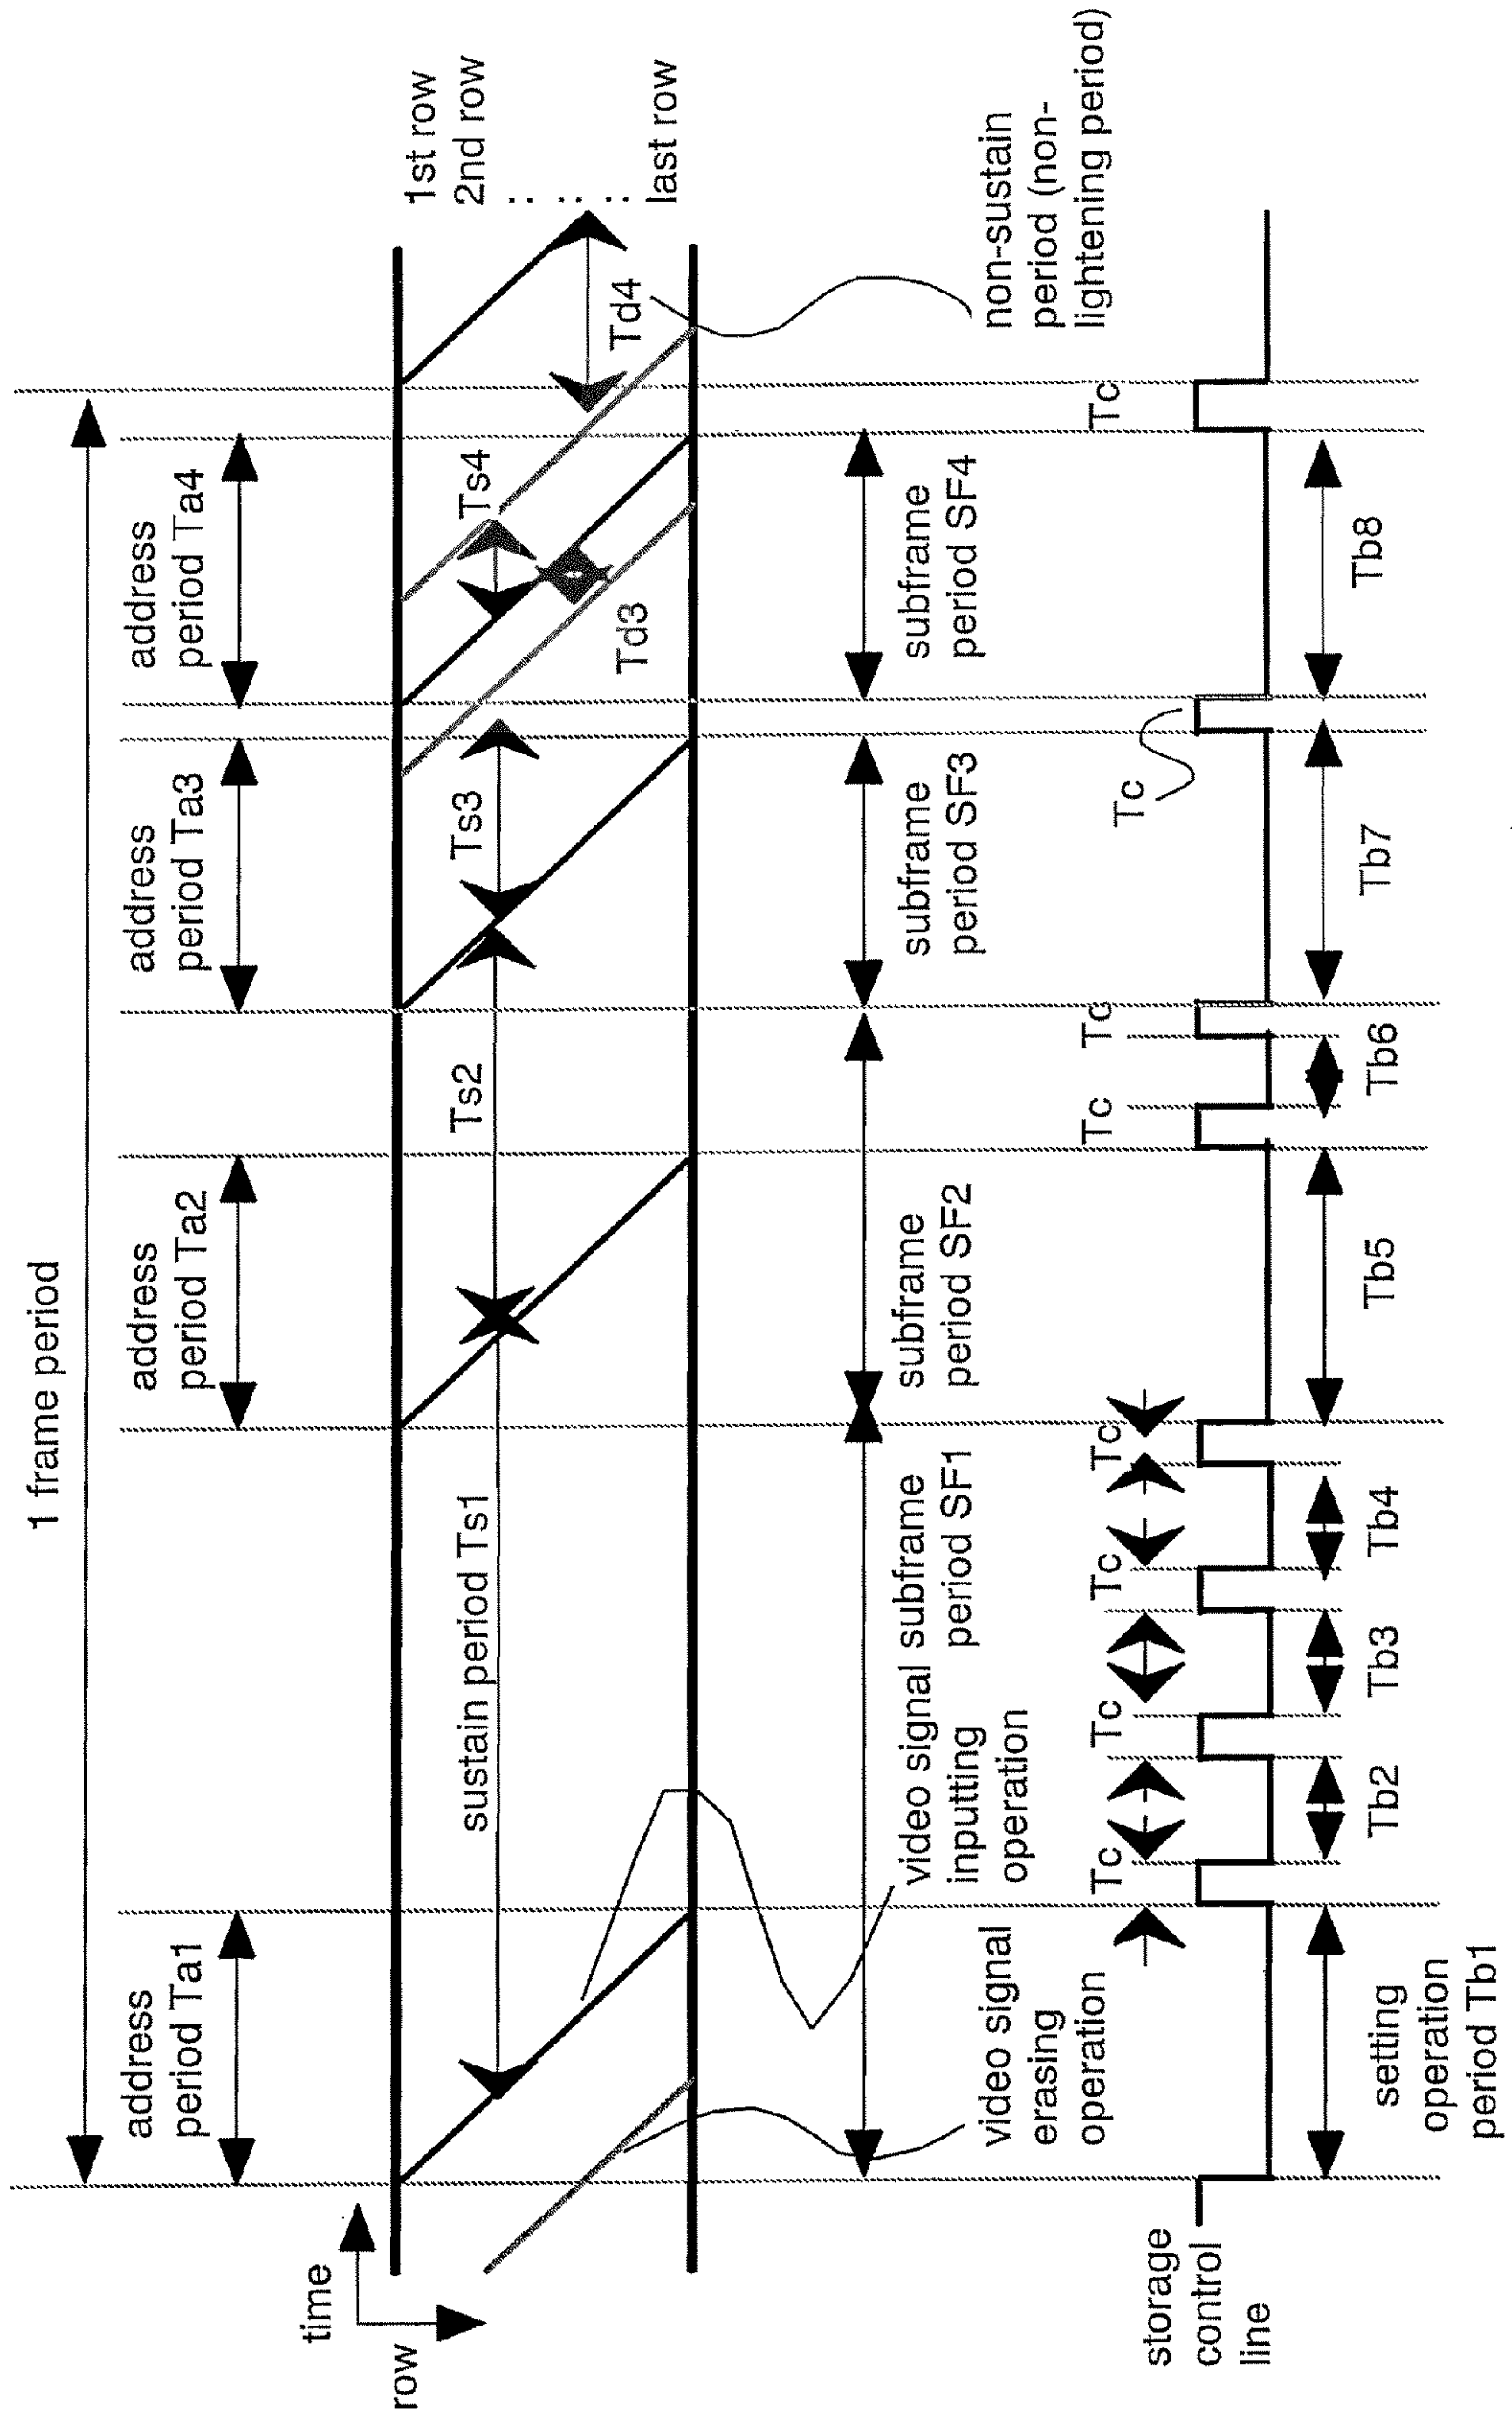 1 frame period
address
period Ta1
address
period Ta2
address
period Ta3
address
period Ta4
time
row
sustain period Ts1
Ts2
Ts3
Ts4
Td3
Td4
1st row
2nd row
last row
video signal
erasing
operation
video signal
inputting
operation
subframe
period SF1
subframe
period SF2
subframe
period SF3
subframe
period SF4
non-sustain
period (non-
lightening period)
storage
control
line
Tc
Tc
Tc
Tc
Tc
Tc
Tc
Tc
setting
operation
period Tb1
Tb2
Tb3
Tb4
Tb5
Tb6
Tb7
Tb8